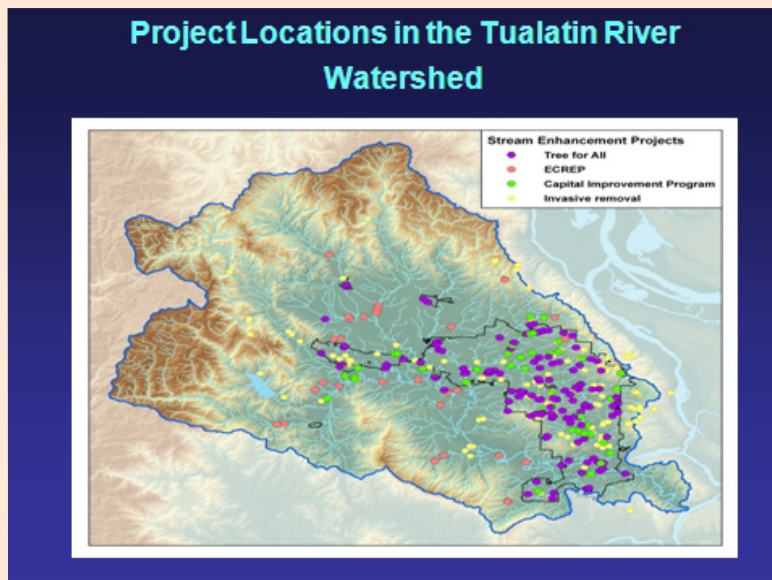 Project Locations in the Tualatin River
Watershed
Stream Enhancement Projects
Tree for All
ECREP
Capital Improvement Program
Invasive removal